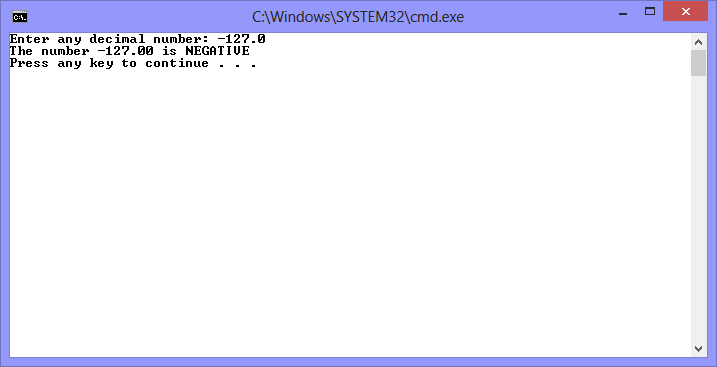 C:\Windows\SYSTEM32\cmd.exe
Enter any decimal number: -127.0
The number -127.00 is NEGATIVE
Press any key to continue . . .